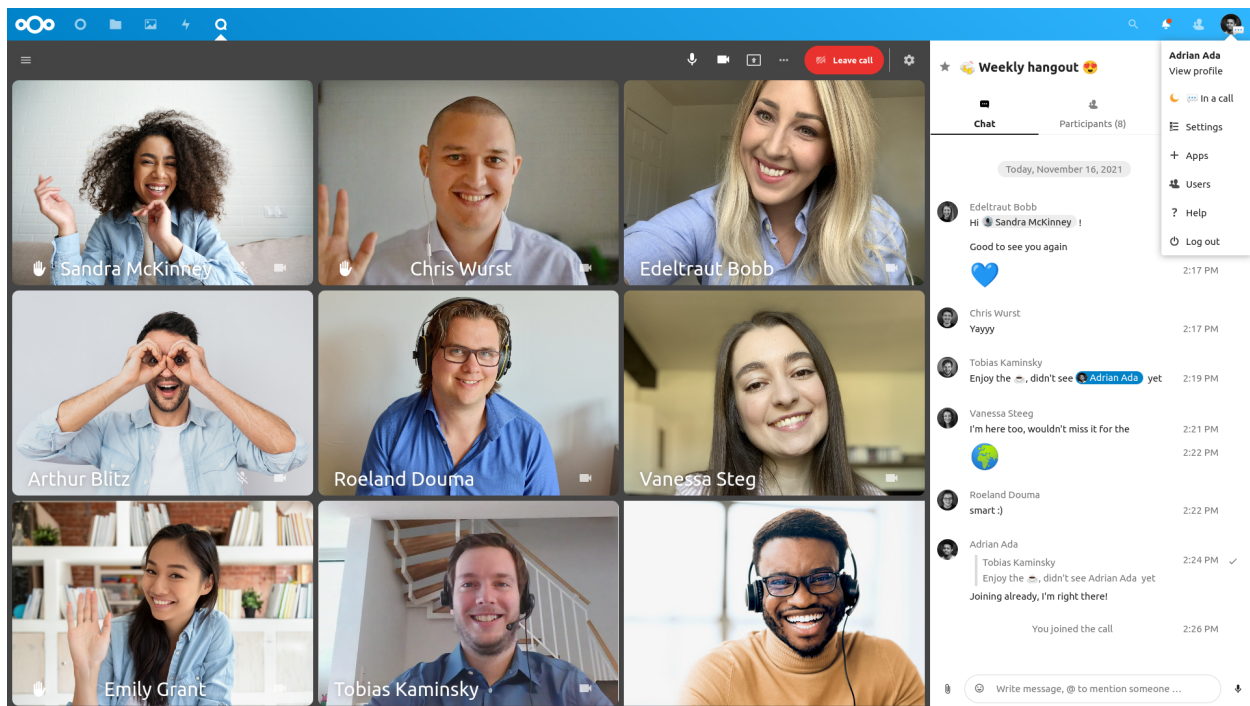 Leave call
Sandra McKinney
Chris Wurst
Edeltraut Bobb
Arthur Blitz
Roeland Douma
Vanessa Steg
Emily Grant
Tobias Kaminsky
Weekly hangout
Chat
Participants (8)
Today, November 16, 2021
Edeltraut Bobb
Hi Sandra McKinney !
Good to see you again
2:17 PM
Chris Wurst
Yayyy 2:17 PM
Tobias Kaminsky
Enjoy the ☕, didn't see Adrian Ada yet 2:19 PM
Vanessa Steeg
I'm here too, wouldn't miss it for the 2:21 PM
2:22 PM
Roeland Douma
smart :) 2:22 PM
Adrian Ada
Tobias Kaminsky 2:24 PM
Enjoy the ☕, didn't see Adrian Ada yet
Joining already, I'm right there!
You joined the call 2:26 PM
Write message, @ to mention someone ...
Adrian Ada
View profile
In a call
Settings
Apps
Users
Help
Log out